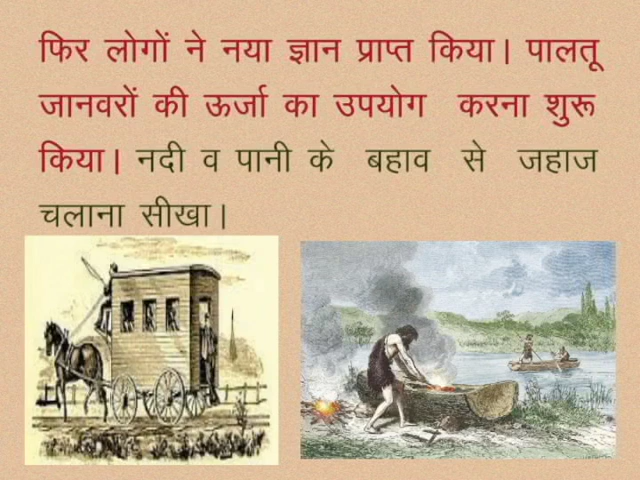 फिर लोगों ने नया ज्ञान प्राप्त किया। पालतू
जानवरों की ऊर्जा का उपयोग करना शुरू
किया। नदी व पानी के बहाव से जहाज
चलाना सीखा।